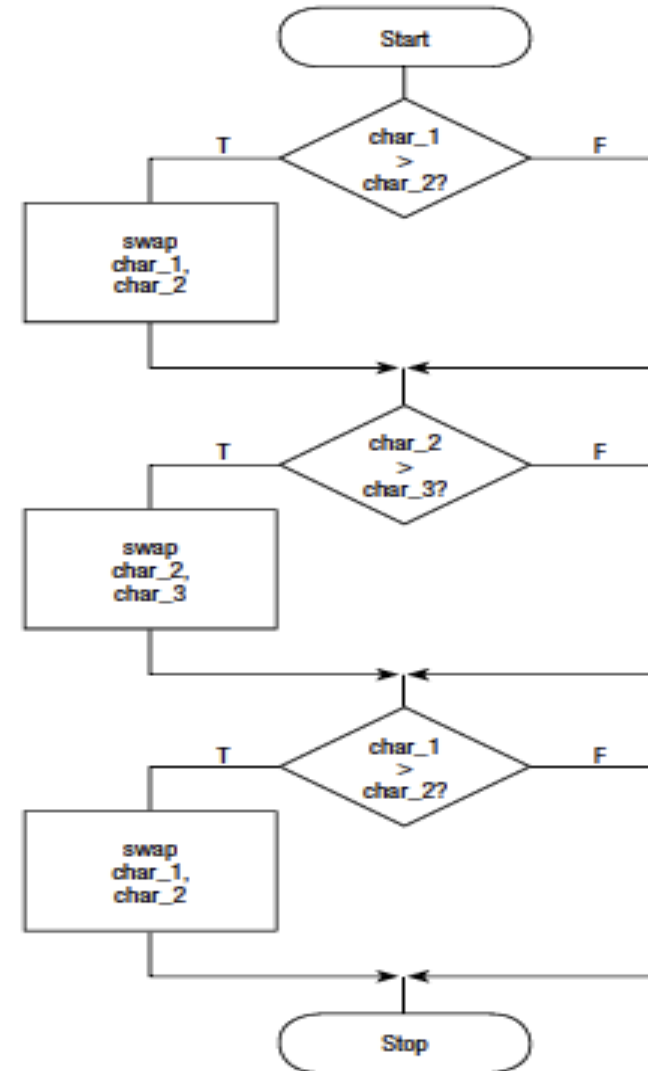 Start
char_1
>
char_2?
T
F
swap
char_1,
char_2
char_2
>
char_3?
T
F
swap
char_2,
char_3
char_1
>
char_2?
T
F
swap
char_1,
char_2
Stop